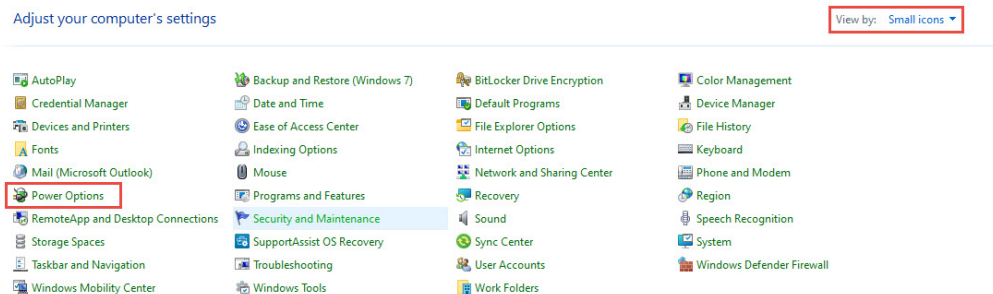 Adjust your computer's settings
View by: Small icons
AutoPlay
Backup and Restore (Windows 7)
BitLocker Drive Encryption
Color Management
Credential Manager
Date and Time
Default Programs
Device Manager
Devices and Printers
Ease of Access Center
File Explorer Options
File History
Fonts
Indexing Options
Internet Options
Keyboard
Mail (Microsoft Outlook)
Mouse
Network and Sharing Center
Phone and Modem
Power Options
Programs and Features
Recovery
Region
RemoteApp and Desktop Connections
Security and Maintenance
Sound
Speech Recognition
Storage Spaces
SupportAssist OS Recovery
Sync Center
System
Taskbar and Navigation
Troubleshooting
User Accounts
Windows Defender Firewall
Windows Mobility Center
Windows Tools
Work Folders